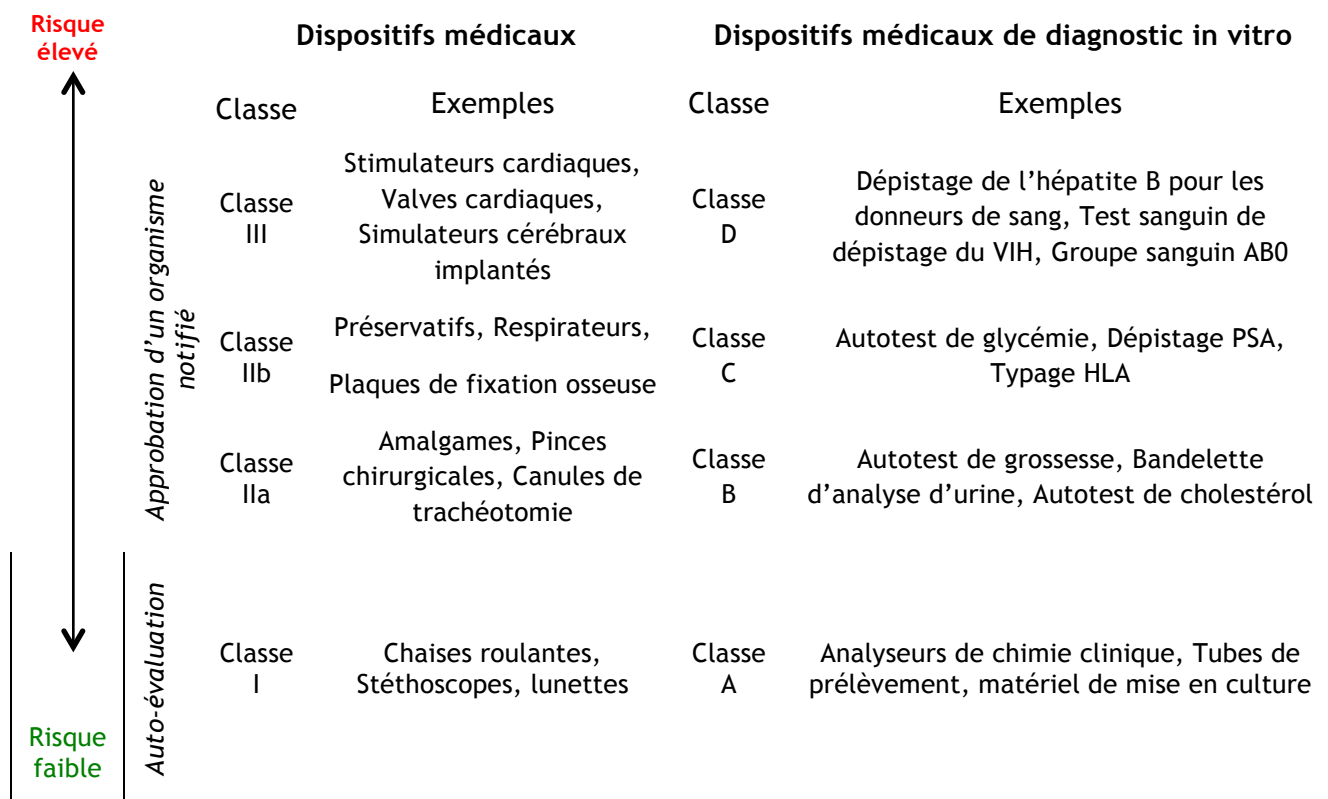 Risque
élevé
Dispositifs médicaux
Dispositifs médicaux de diagnostic in vitro
Classe
Exemples
Classe
Exemples
Approbation d’un organisme
notifié
Classe
III
Stimulateurs cardiaques,
Valves cardiaques,
Simulateurs cérébraux
implantés
Classe
D
Dépistage de l’hépatite B pour les
donneurs de sang, Test sanguin de
dépistage du VIH, Groupe sanguin AB0
Classe
IIb
Préservatifs, Respirateurs,
Plaques de fixation osseuse
Classe
C
Autotest de glycémie, Dépistage PSA,
Typage HLA
Classe
IIa
Amalgames, Pinces
chirurgicales, Canules de
trachéotomie
Classe
B
Autotest de grossesse, Bandelette
d’analyse d’urine, Autotest de cholestérol
Auto-évaluation
Classe
I
Chaises roulantes,
Stéthoscopes, lunettes
Classe
A
Analyseurs de chimie clinique, Tubes de
prélèvement, matériel de mise en culture
Risque
faible